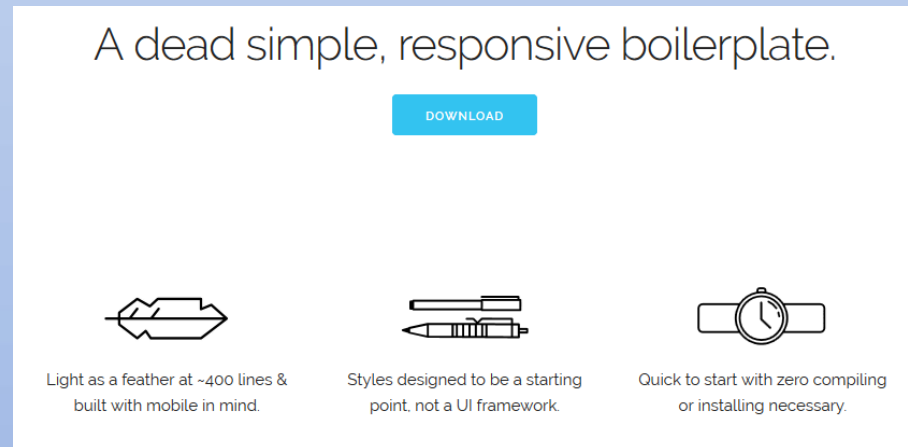 A dead simple, responsive boilerplate.
DOWNLOAD
Light as a feather at ~400 lines &
built with mobile in mind.
Styles designed to be a starting
point, not a UI framework.
Quick to start with zero compiling
or installing necessary.